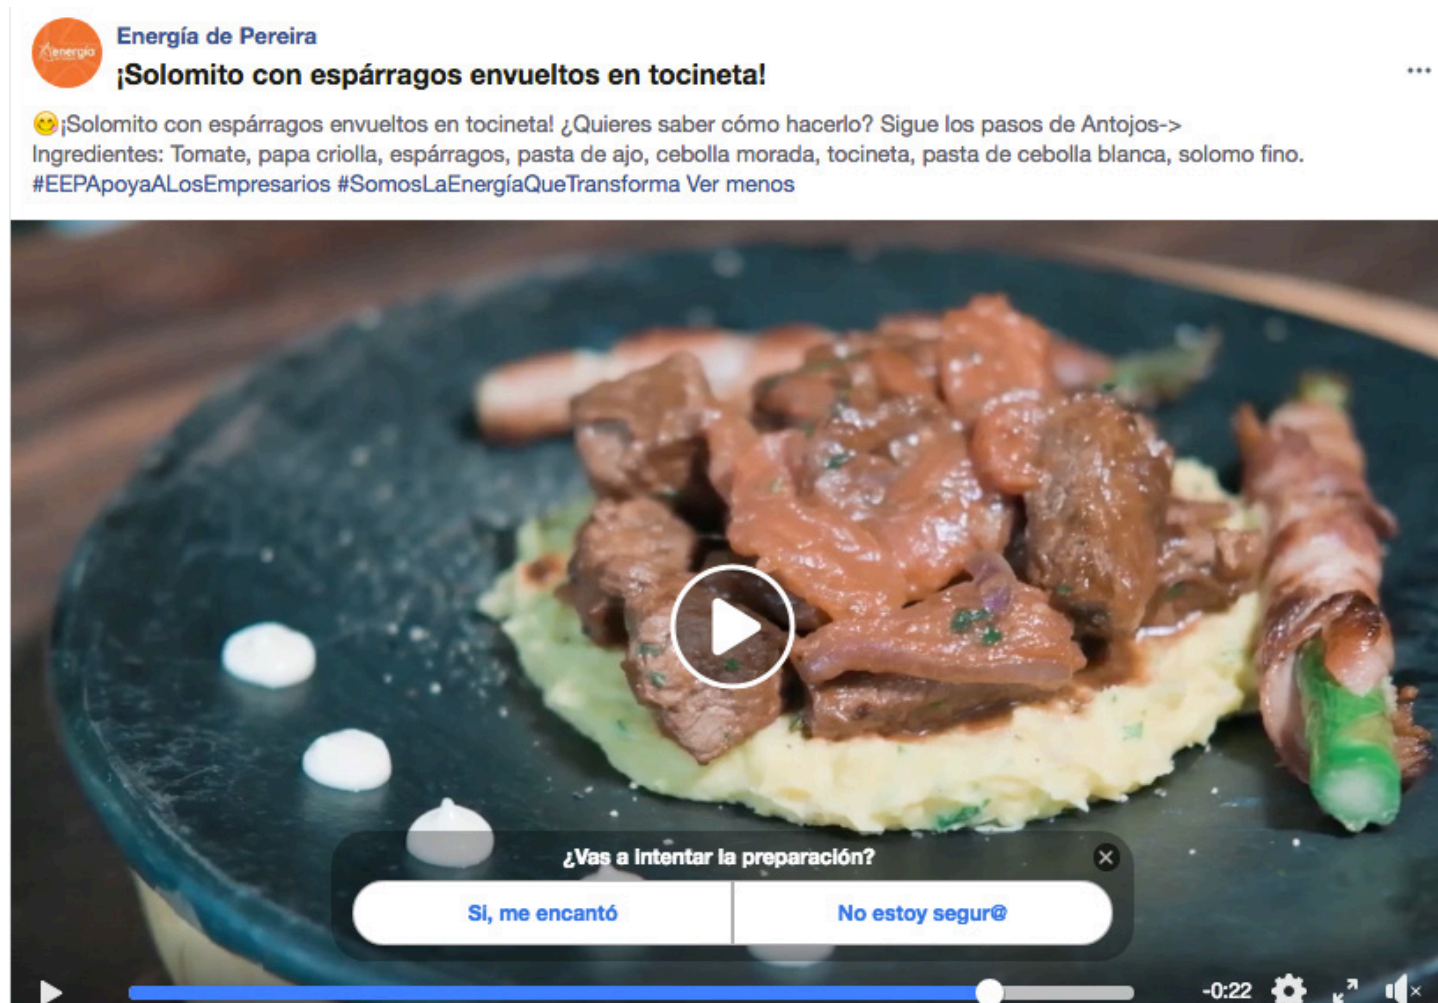 energía
Energía de Pereira
¡Solomito con espárragos envueltos en tocineta!
😋¡Solomito con espárragos envueltos en tocineta! ¿Quieres saber cómo hacerlo? Sigue los pasos de Antojos->
Ingredientes: Tomate, papa criolla, espárragos, pasta de ajo, cebolla morada, tocineta, pasta de cebolla blanca, solomo fino.
#EEPApoyaALosEmpresarios #SomosLaEnergíaQueTransforma Ver menos
¿Vas a intentar la preparación?
Si, me encantó
No estoy segur@
-0:22